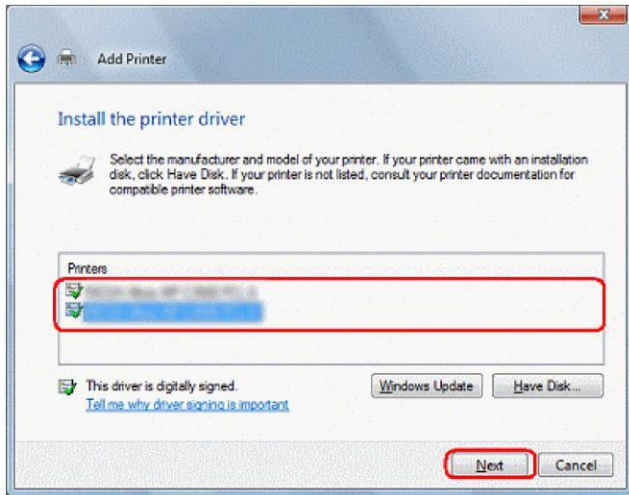 Add Printer
Install the printer driver
Select the manufacturer and model of your printer. If your printer came with an installation
disk, click Have Disk. If your printer is not listed, consult your printer documentation for
compatible printer software.
Printers
This driver is digitally signed.
Tell me why driver signing is important
Windows Update
Have Disk...
Next
Cancel